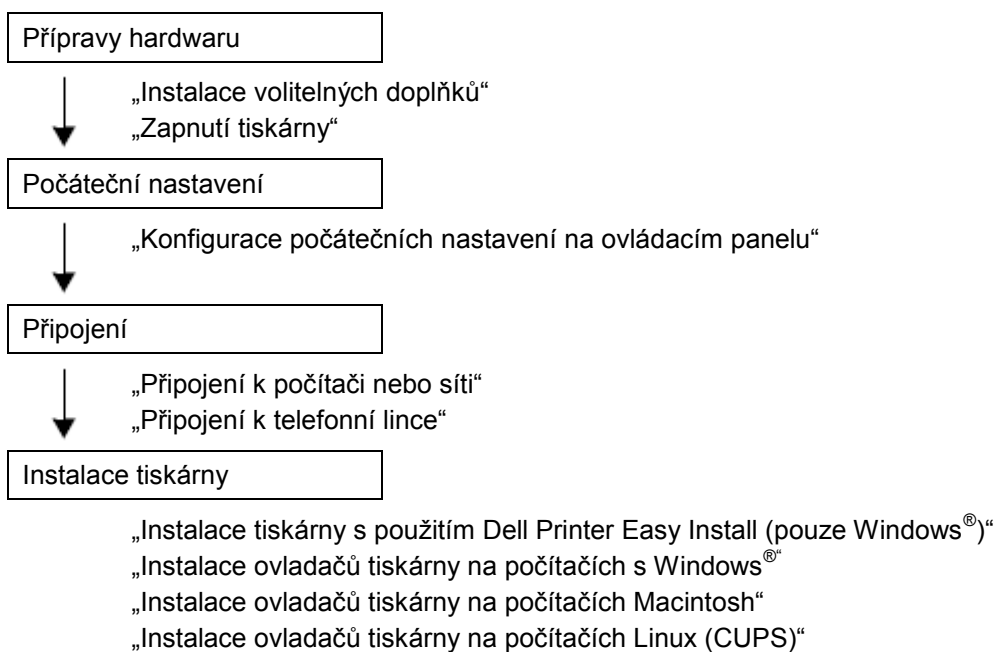 Přípravy hardwaru
„Instalace volitelných doplňků“
„Zapnutí tiskárny“
Počáteční nastavení
„Konfigurace počátečních nastavení na ovládacím panelu“
Připojení
„Připojení k počítači nebo síti“
„Připojení k telefonní lince“
Instalace tiskárny
„Instalace tiskárny s použitím Dell Printer Easy Install (pouze Windows®)“
„Instalace ovladačů tiskárny na počítačích s Windows®“
„Instalace ovladačů tiskárny na počítačích Macintosh“
„Instalace ovladačů tiskárny na počítačích Linux (CUPS)“